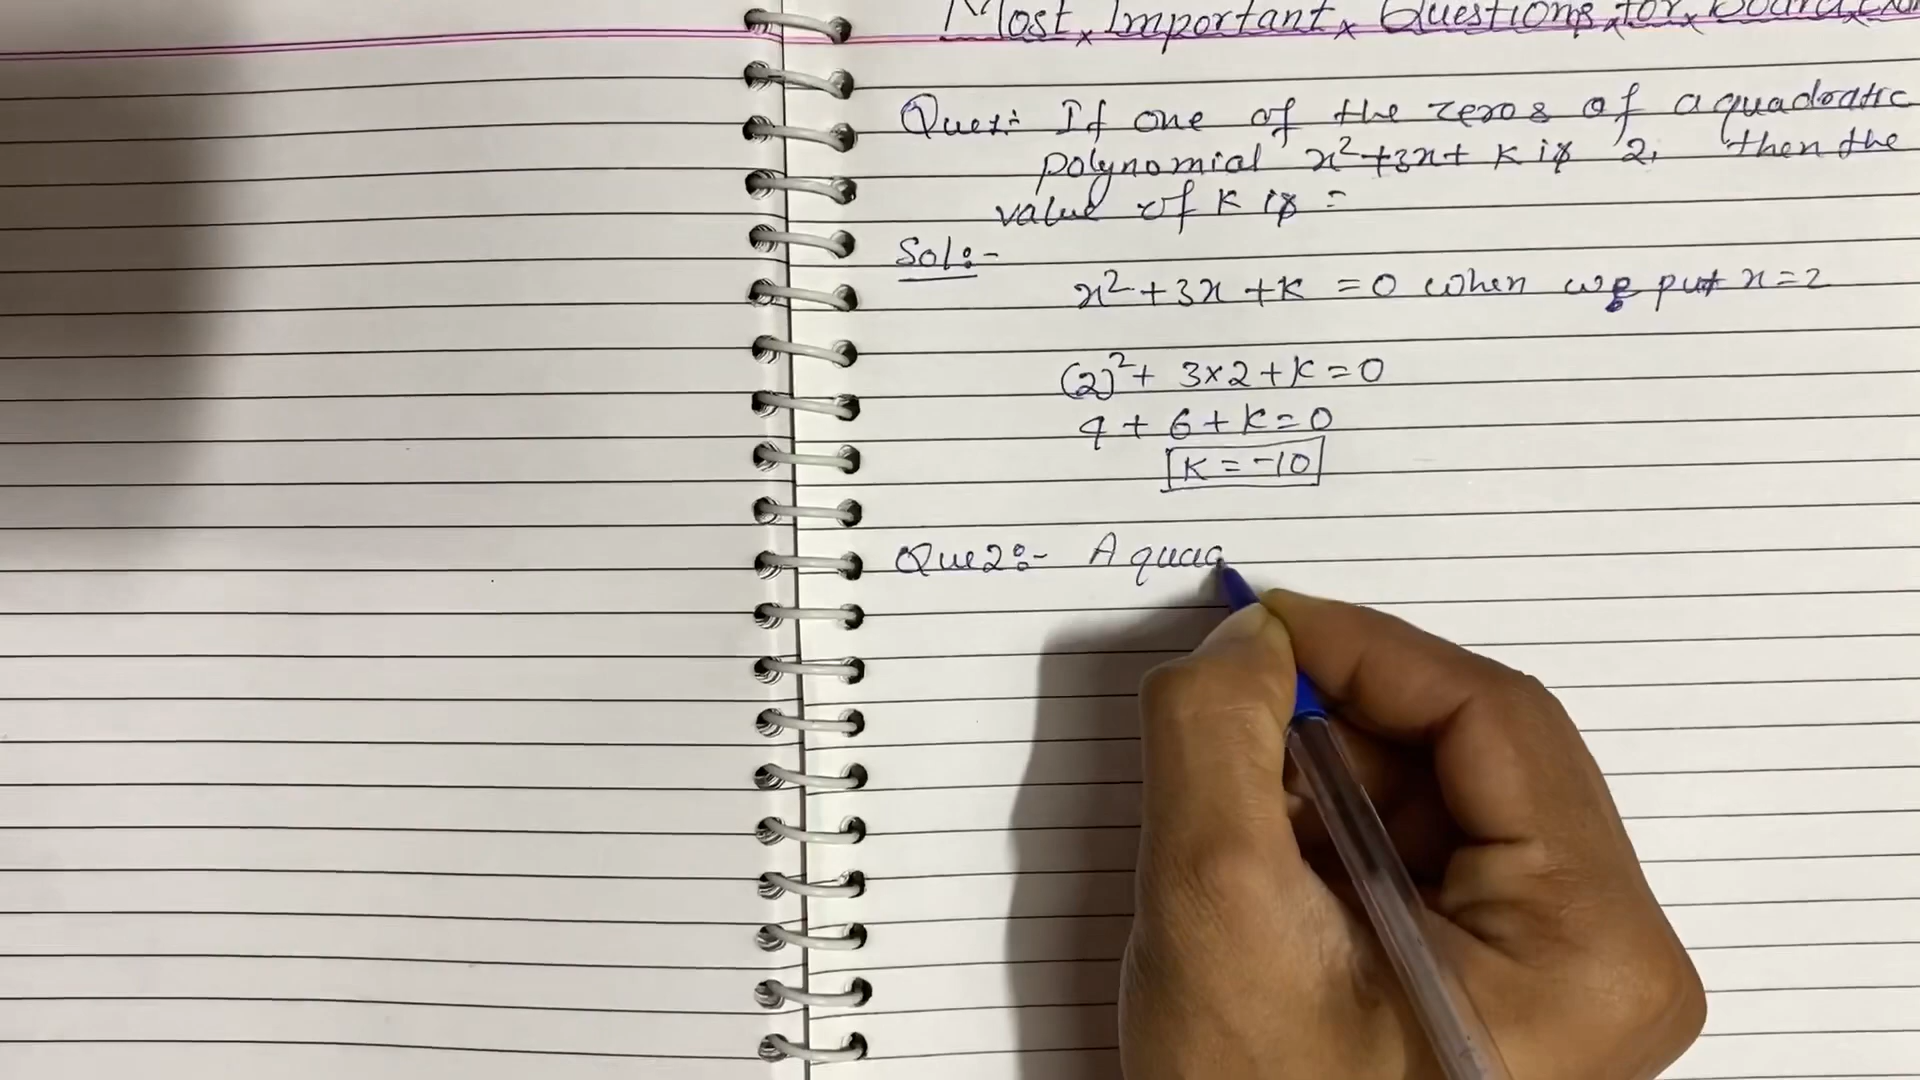 Most Important Questions for Board
Que1:- If one of the zeros of a quadratic
polynomial x²+3x+ K is 2, then the
value of K is =
Sol:-
x²+3x+k = 0 when we put x=2
(2)²+ 3×2+k=0
4 + 6+k=0
K = -10
Que2:- A quad